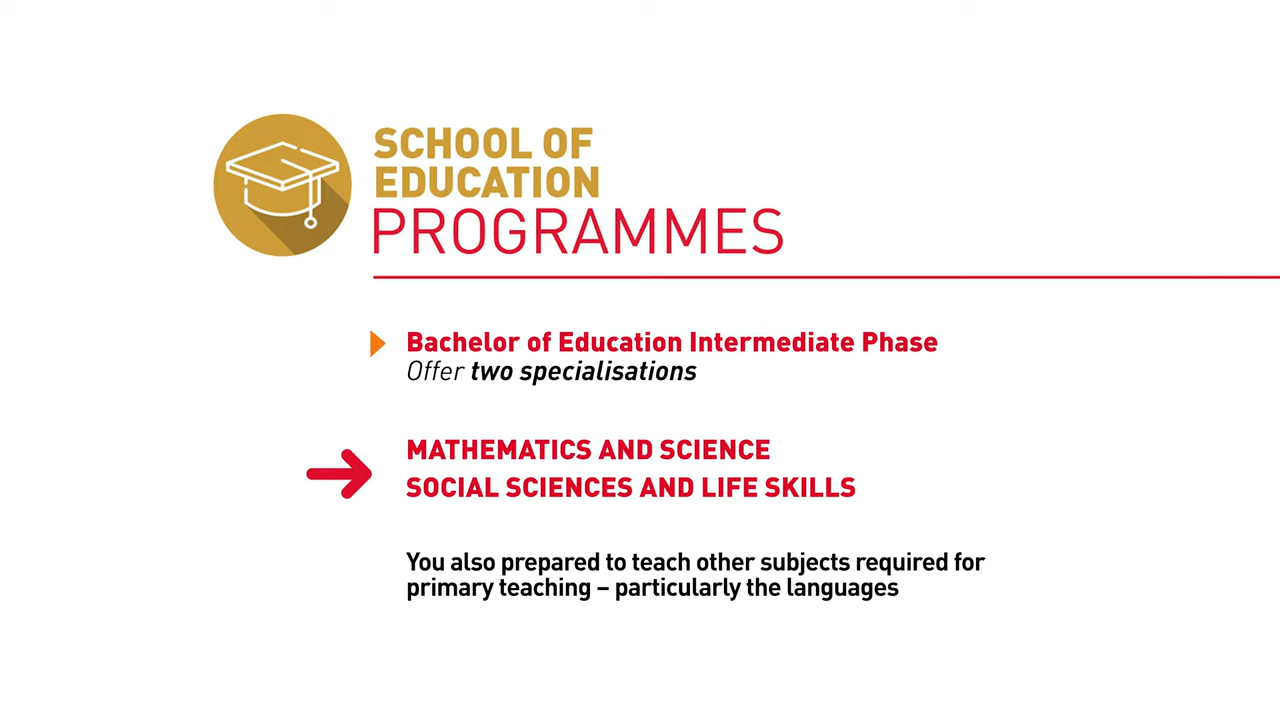 SCHOOL OF
EDUCATION
PROGRAMMES
Bachelor of Education Intermediate Phase
Offer two specialisations
MATHEMATICS AND SCIENCE
SOCIAL SCIENCES AND LIFE SKILLS
You also prepared to teach other subjects required for
primary teaching – particularly the languages